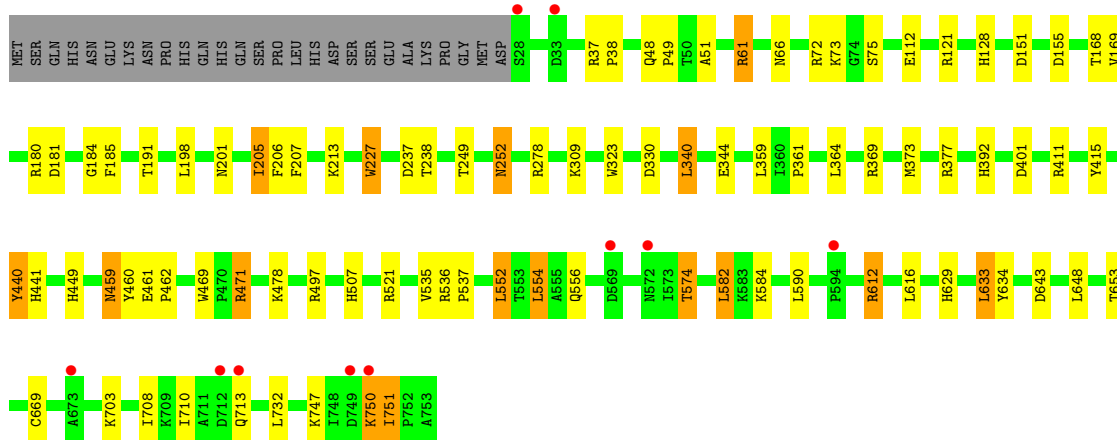 MET SER GLN HIS ASN GLU LYS ASN PRO HIS GLN HIS GLN SER PRO LEU HIS ASP SER SER GLU ALA LYS PRO GLY MET ASP S28 D33 R37 P38 Q48 P49 T50 A51 R61 N66 R72 K73 G74 S75 E112 R121 H128 D151 D155 T168 V169
R180 D181 G184 F185 T191 L198 N201 I205 F206 F207 K213 W227 D237 T238 T249 N252 R278 K309 W323 D330 L340 E344 L359 I360 P361 L364 R369 M373 R377 H392 D401 R411 Y415
Y440 H441 H449 N459 Y460 E461 P462 W469 P470 R471 K478 R497 H507 R521 V535 R536 P537 L552 T553 L554 A555 Q556 D569 N572 I573 T574 L582 K583 K584 L590 P594 R612 L616 H629 L633 Y634 D643 L648 T653
C669 A673 K703 I708 K709 I710 A711 D712 Q713 L732 K747 I748 D749 K750 I751 P752 A753